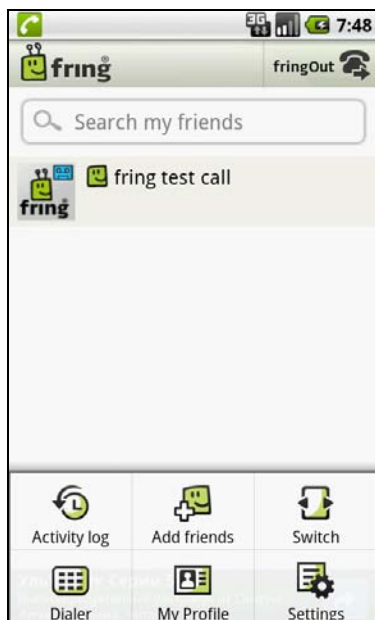 3G 7:48
fring fringOut
Search my friends
fring test call
fring
Activity log Add friends Switch
Dialer My Profile Settings